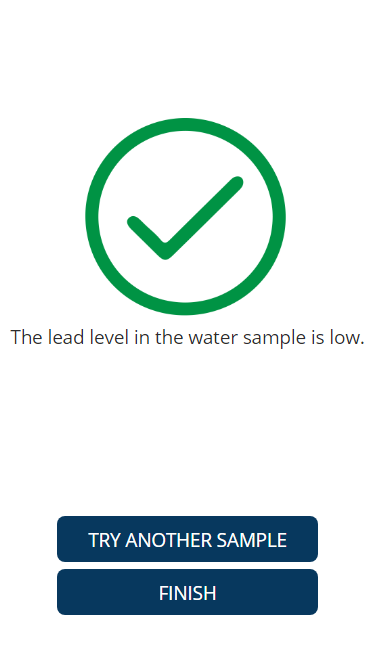 The lead level in the water sample is low.
TRY ANOTHER SAMPLE
FINISH